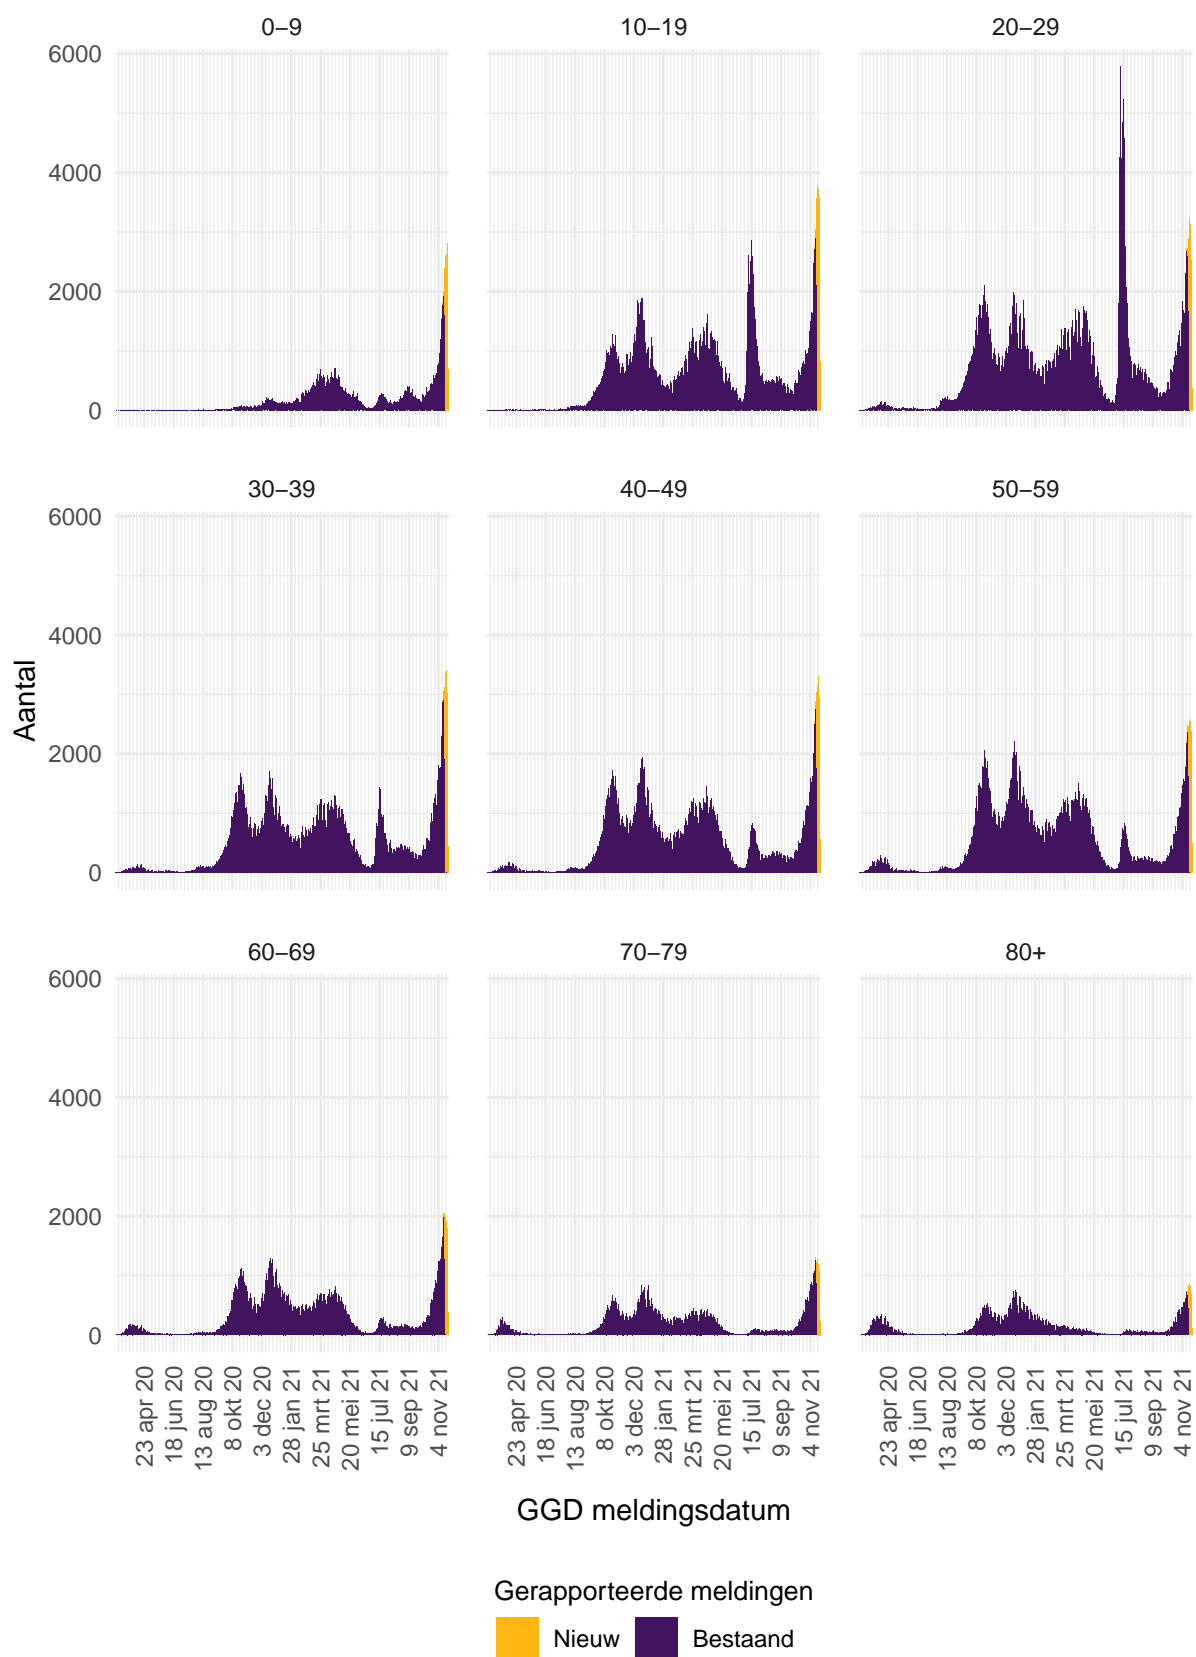 0–9 10–19 20–29
6000
4000
2000
0
30–39 40–49 50–59
6000
4000
2000
0
60–69 70–79 80+
6000
4000
2000
0
Aantal
23 apr 20 18 jun 20 13 aug 20 8 okt 20 3 dec 20 28 jan 21 25 mrt 21 20 mei 21 15 jul 21 9 sep 21 4 nov 21
23 apr 20 18 jun 20 13 aug 20 8 okt 20 3 dec 20 28 jan 21 25 mrt 21 20 mei 21 15 jul 21 9 sep 21 4 nov 21
23 apr 20 18 jun 20 13 aug 20 8 okt 20 3 dec 20 28 jan 21 25 mrt 21 20 mei 21 15 jul 21 9 sep 21 4 nov 21
GGD meldingsdatum
Gerapporteerde meldingen
Nieuw Bestaand